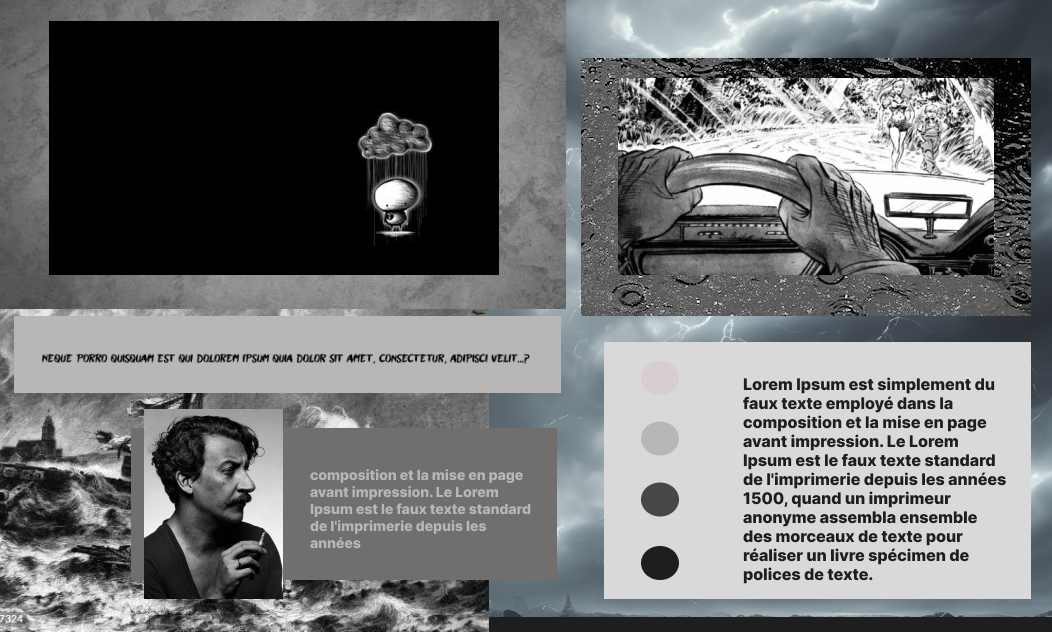 NEQUE PORRO QUISQUAM EST QUI DOLOREM IPSUM QUIA DOLOR SIT AMET, CONSECTETUR, ADIPISCI VELIT...?
composition et la mise en page
avant impression. Le Lorem
Ipsum est le faux texte standard
de l'imprimerie depuis les
années
Lorem Ipsum est simplement du
faux texte employé dans la
composition et la mise en page
avant impression. Le Lorem
Ipsum est le faux texte standard
de l'imprimerie depuis les années
1500, quand un imprimeur
anonyme assembla ensemble
des morceaux de texte pour
réaliser un livre spécimen de
polices de texte.
7324